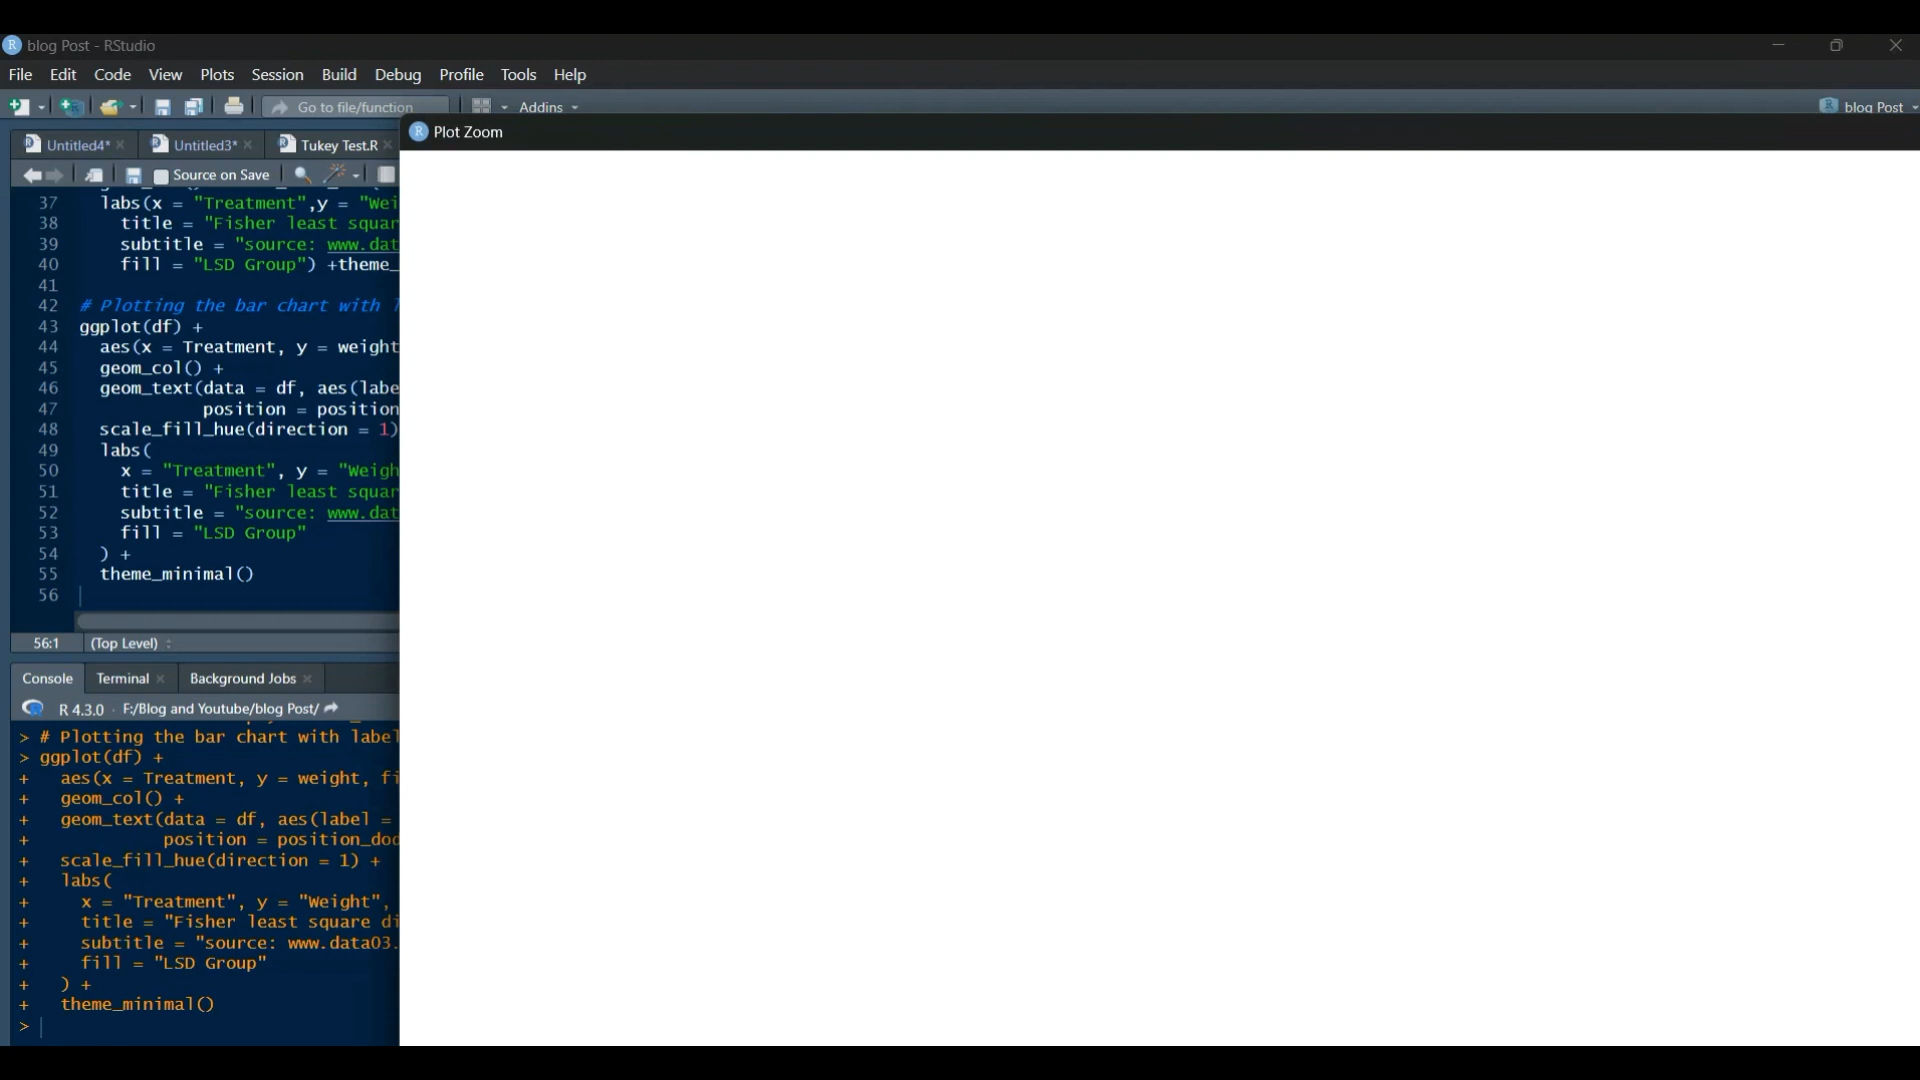 blog Post - RStudio
File Edit Code View Plots Session Build Debug Profile Tools Help
Go to file/function Addins blog Post
Plot Zoom
Untitled4* Untitled3* Tukey Test.R
Source on Save
37 labs(x = "Treatment",y = "Wei
38 title = "Fisher least squar
39 subtitle = "source: www.dat
40 fill = "LSD Group") +theme_
41
42 # Plotting the bar chart with
43 ggplot(df) +
44 aes(x = Treatment, y = weight
45 geom_col() +
46 geom_text(data = df, aes(labe
47 position = position
48 scale_fill_hue(direction = 1)
49 labs(
50 x = "Treatment", y = "Weigh
51 title = "Fisher least squar
52 subtitle = "source: www.dat
53 fill = "LSD Group"
54 ) +
55 theme_minimal()
56
56:1 (Top Level)
Console Terminal Background Jobs
R 4.3.0 · F:/Blog and Youtube/blog Post/
> # Plotting the bar chart with label
> ggplot(df) +
+ aes(x = Treatment, y = weight, fi
+ geom_col() +
+ geom_text(data = df, aes(label =
+ position = position_dod
+ scale_fill_hue(direction = 1) +
+ labs(
+ x = "Treatment", y = "Weight",
+ title = "Fisher least square di
+ subtitle = "source: www.data03.
+ fill = "LSD Group"
+ ) +
+ theme_minimal()
>